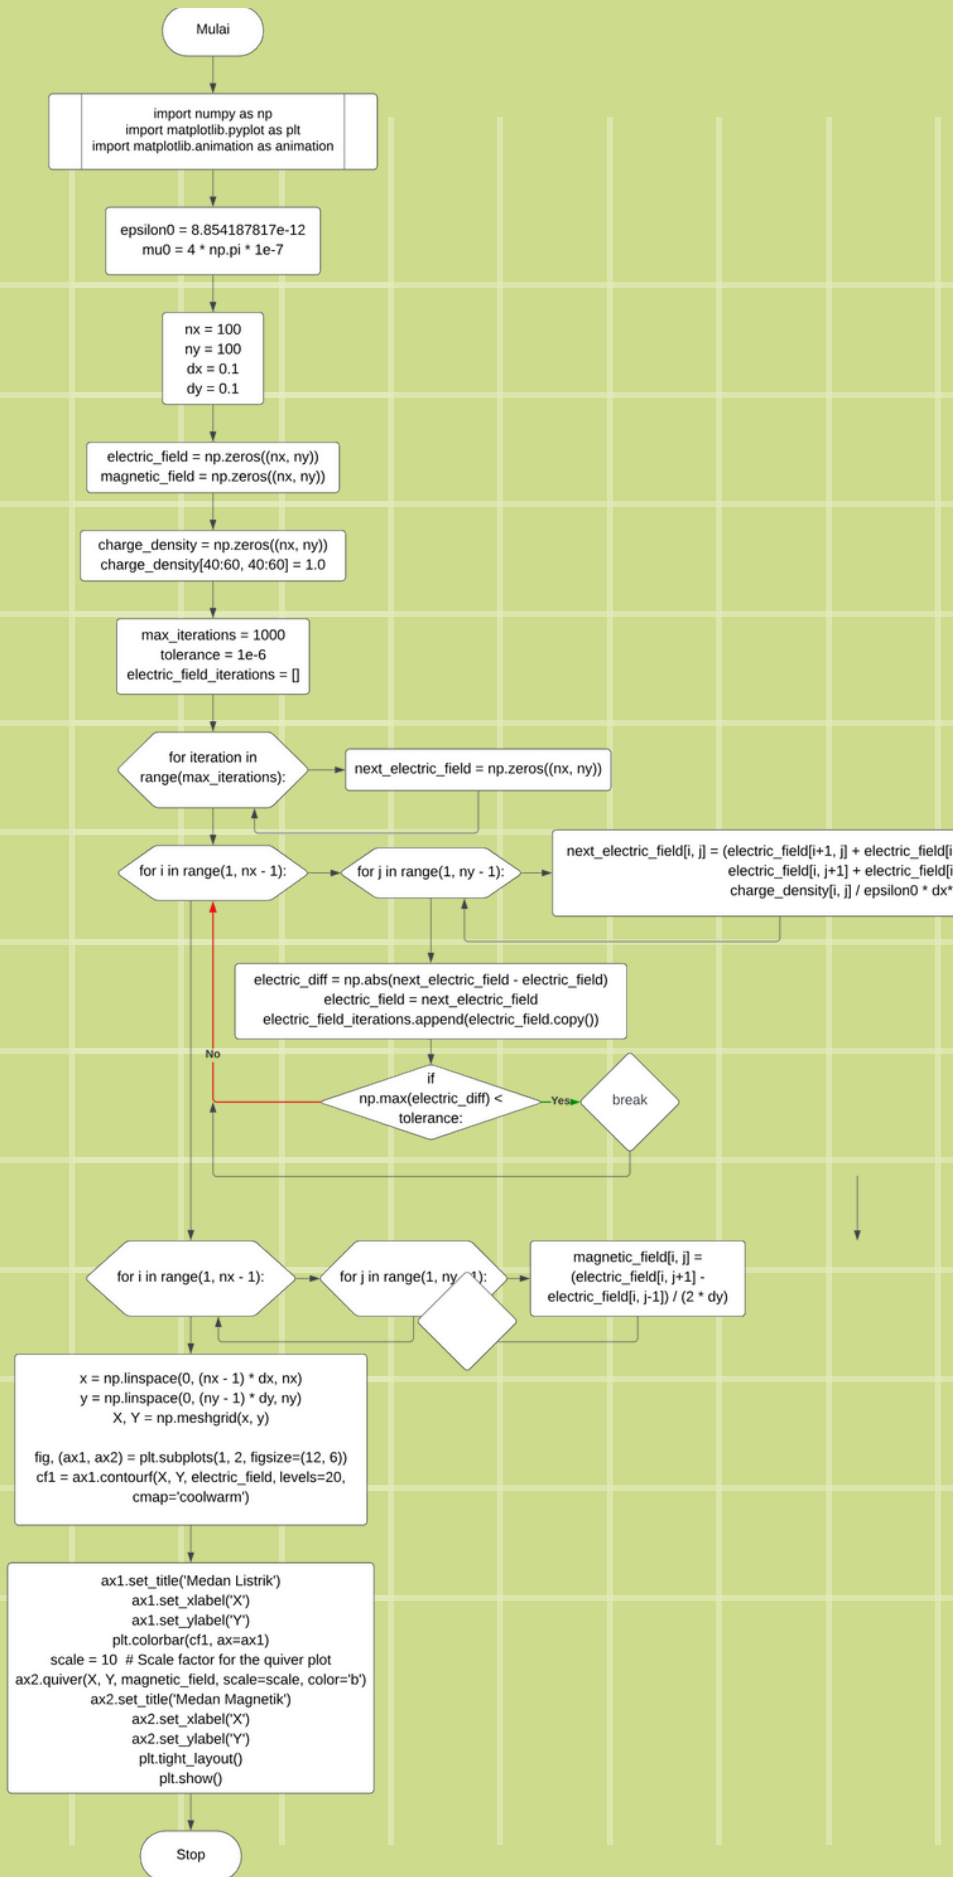 Mulai
import numpy as np
import matplotlib.pyplot as plt
import matplotlib.animation as animation
epsilon0 = 8.854187817e-12
mu0 = 4 * np.pi * 1e-7
nx = 100
ny = 100
dx = 0.1
dy = 0.1
electric_field = np.zeros((nx, ny))
magnetic_field = np.zeros((nx, ny))
charge_density = np.zeros((nx, ny))
charge_density[40:60, 40:60] = 1.0
max_iterations = 1000
tolerance = 1e-6
electric_field_iterations = []
for iteration in
range(max_iterations):
next_electric_field = np.zeros((nx, ny))
for i in range(1, nx - 1):
for j in range(1, ny - 1):
next_electric_field[i, j] = (electric_field[i+1, j] + electric_field[i
electric_field[i, j+1] + electric_field[i
charge_density[i, j] / epsilon0 * dx*
electric_diff = np.abs(next_electric_field - electric_field)
electric_field = next_electric_field
electric_field_iterations.append(electric_field.copy())
No
if
np.max(electric_diff) <
tolerance:
Yes
break
for i in range(1, nx - 1):
for j in range(1, ny 1):
magnetic_field[i, j] =
(electric_field[i, j+1] -
electric_field[i, j-1]) / (2 * dy)
x = np.linspace(0, (nx - 1) * dx, nx)
y = np.linspace(0, (ny - 1) * dy, ny)
X, Y = np.meshgrid(x, y)
fig, (ax1, ax2) = plt.subplots(1, 2, figsize=(12, 6))
cf1 = ax1.contourf(X, Y, electric_field, levels=20,
cmap='coolwarm')
ax1.set_title('Medan Listrik')
ax1.set_xlabel('X')
ax1.set_ylabel('Y')
plt.colorbar(cf1, ax=ax1)
scale = 10  # Scale factor for the quiver plot
ax2.quiver(X, Y, magnetic_field, scale=scale, color='b')
ax2.set_title('Medan Magnetik')
ax2.set_xlabel('X')
ax2.set_ylabel('Y')
plt.tight_layout()
plt.show()
Stop